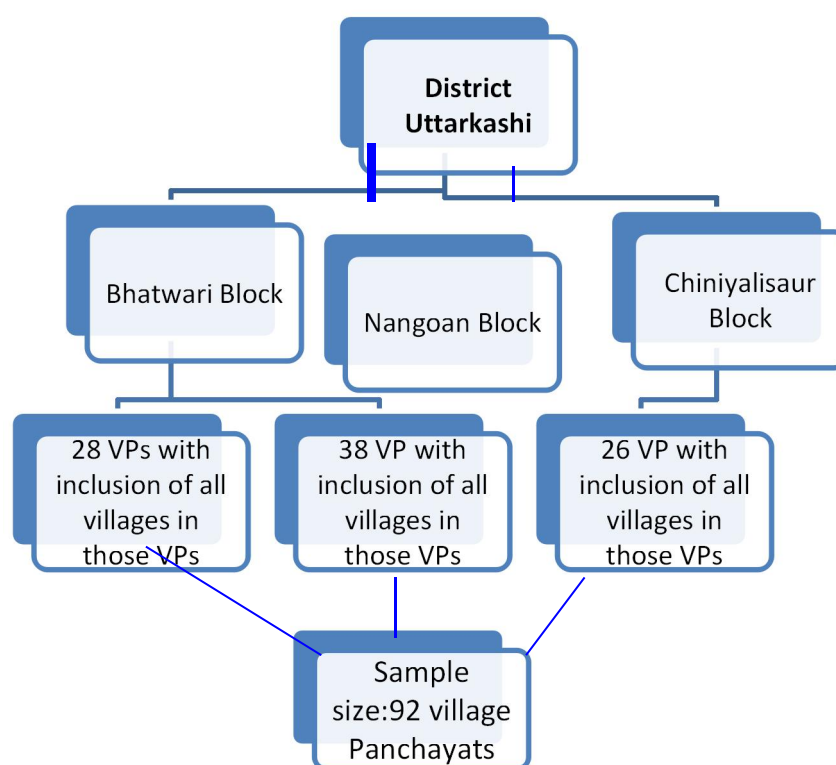 District
Uttarkashi
Bhatwari Block
Nangoan Block
Chiniyalisaur
Block
28 VPs with
inclusion of all
villages in
those VPs
38 VP with
inclusion of all
villages in
those VPs
26 VP with
inclusion of all
villages in
those VPs
Sample
size:92 village
Panchayats